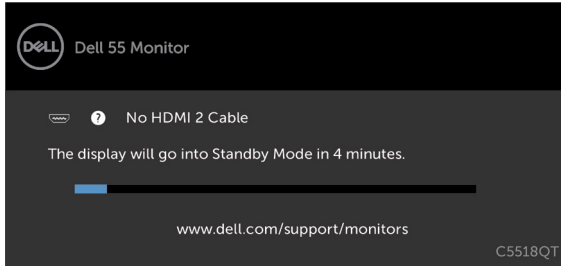 DELL Dell 55 Monitor
? No HDMI 2 Cable
The display will go into Standby Mode in 4 minutes.
www.dell.com/support/monitors
C5518QT